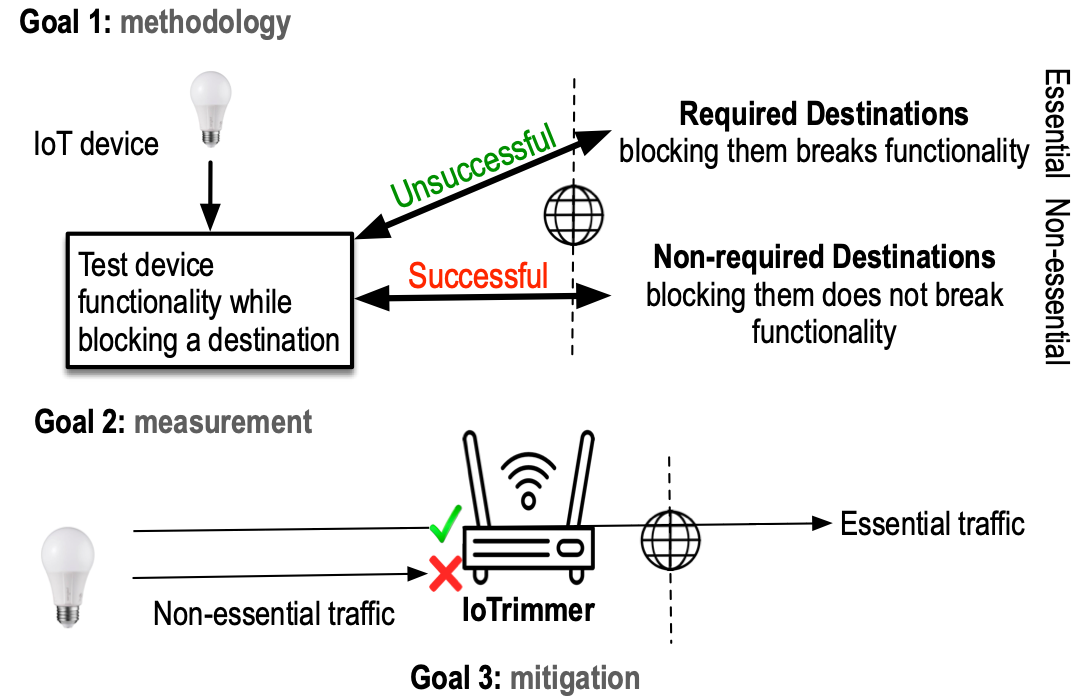 Goal 1: methodology
IoT device
Unsuccessful
Required Destinations
blocking them breaks functionality
Essential Non-essential
Test device
functionality while
blocking a destination
Successful
Non-required Destinations
blocking them does not break
functionality
Goal 2: measurement
Essential traffic
Non-essential traffic
IoTrimmer
Goal 3: mitigation